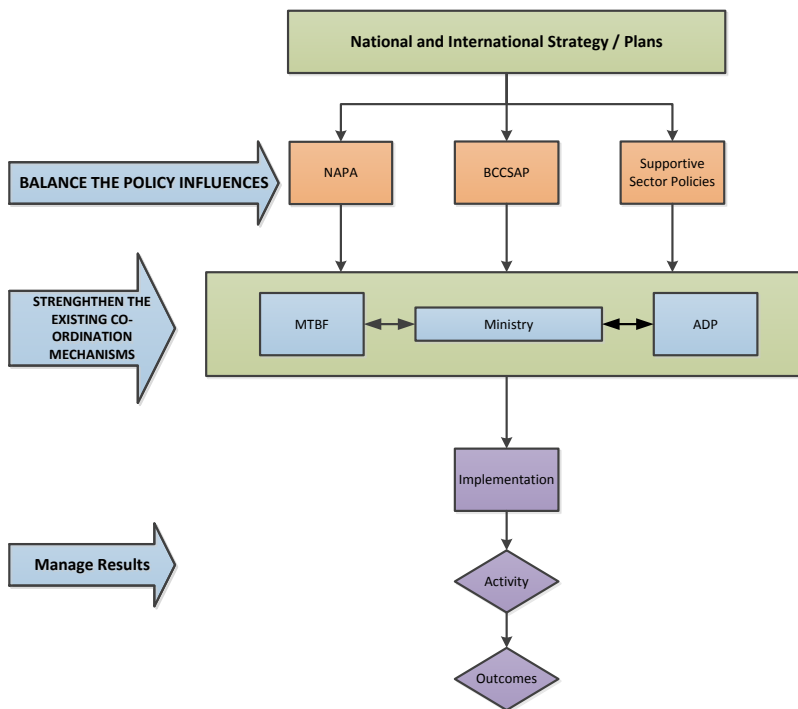 National and International Strategy / Plans
BALANCE THE POLICY INFLUENCES
NAPA
BCCSAP
Supportive
Sector Policies
STRENGHTHEN THE
EXISTING CO-
ORDINATION
MECHANISMS
MTBF
Ministry
ADP
Implementation
Manage Results
Activity
Outcomes